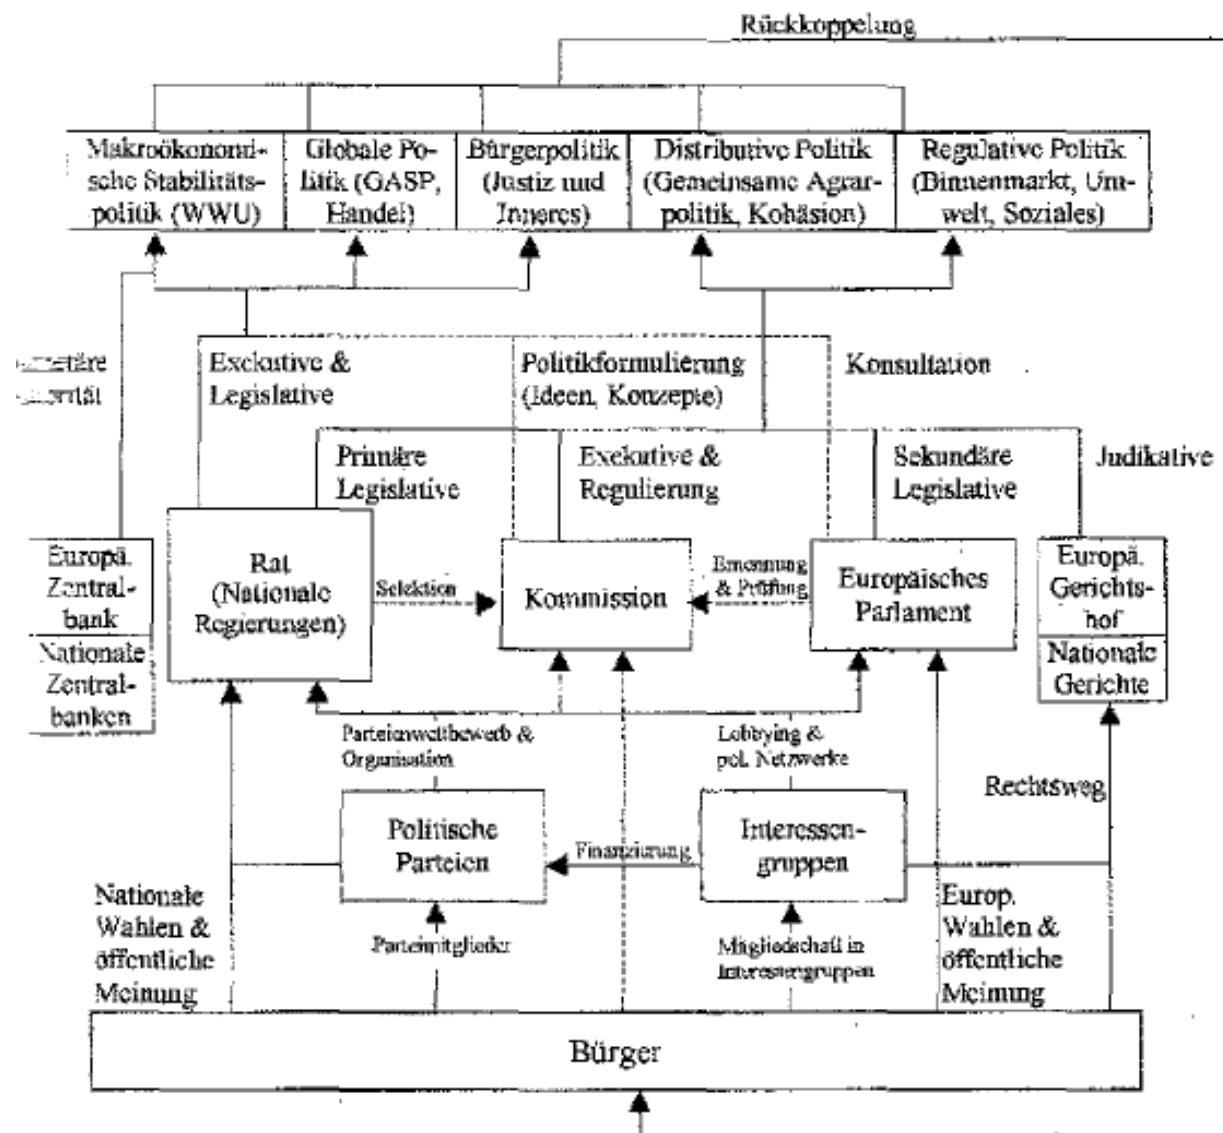 Rückkoppelung
Makroökonomi-
sche Stabilitäts-
politik (WWU)
Globale Po-
litik (GASP,
Handel)
Bürgerpolitik
(Justiz und
Inneres)
Distributive Politik
(Gemeinsame Agrar-
politik, Kohäsion)
Regulative Politik
(Binnenmarkt, Um-
welt, Soziales)
Exekutive &
Legislative
Politikformulierung
(Ideen, Konzepte)
Konsultation
Primäre
Legislative
Exekutive &
Regulierung
Sekundäre
Legislative
Judikative
Europä.
Zentral-
bank
Nationale
Zentral-
banken
Rat
(Nationale
Regierungen)
Selektion
Kommission
Ernennung
& Prüfung
Europäisches
Parlament
Europä.
Gerichts-
hof
Nationale
Gerichte
Parteienwettbewerb &
Organisation
Lobbying &
pol. Netzwerke
Rechtsweg
Politische
Parteien
Finanzierung
Interessen-
gruppen
Nationale
Wahlen &
öffentliche
Meinung
Parteimitglieder
Mitgliedschaft in
Interessengruppen
Europ.
Wahlen &
öffentliche
Meinung
Bürger